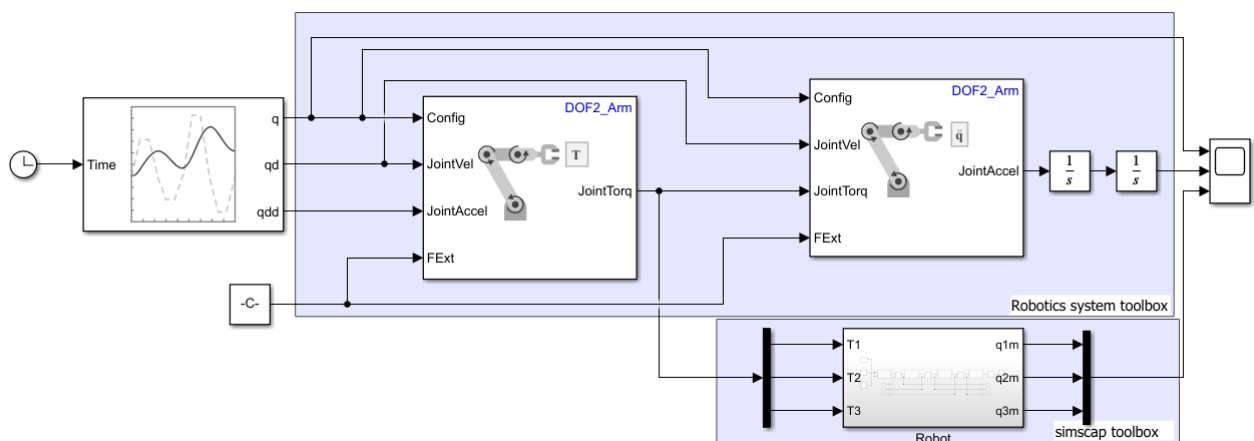 Time
q
qd
qdd
-C-
DOF2_Arm
Config
JointVel
JointAccel
FExt
T
JointTorq
DOF2_Arm
Config
JointVel
JointTorq
FExt
q̈
JointAccel
1
s
1
s
Robotics system toolbox
T1
T2
T3
q1m
q2m
q3m
Robot
simscap toolbox